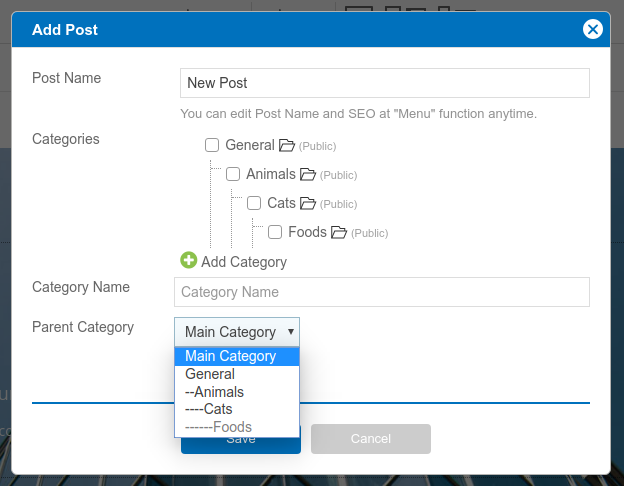 Add Post
Post Name
New Post
You can edit Post Name and SEO at "Menu" function anytime.
Categories
General (Public)
Animals (Public)
Cats (Public)
Foods (Public)
Add Category
Category Name
Category Name
Parent Category
Main Category
Main Category
General
--Animals
----Cats
------Foods
Save
Cancel